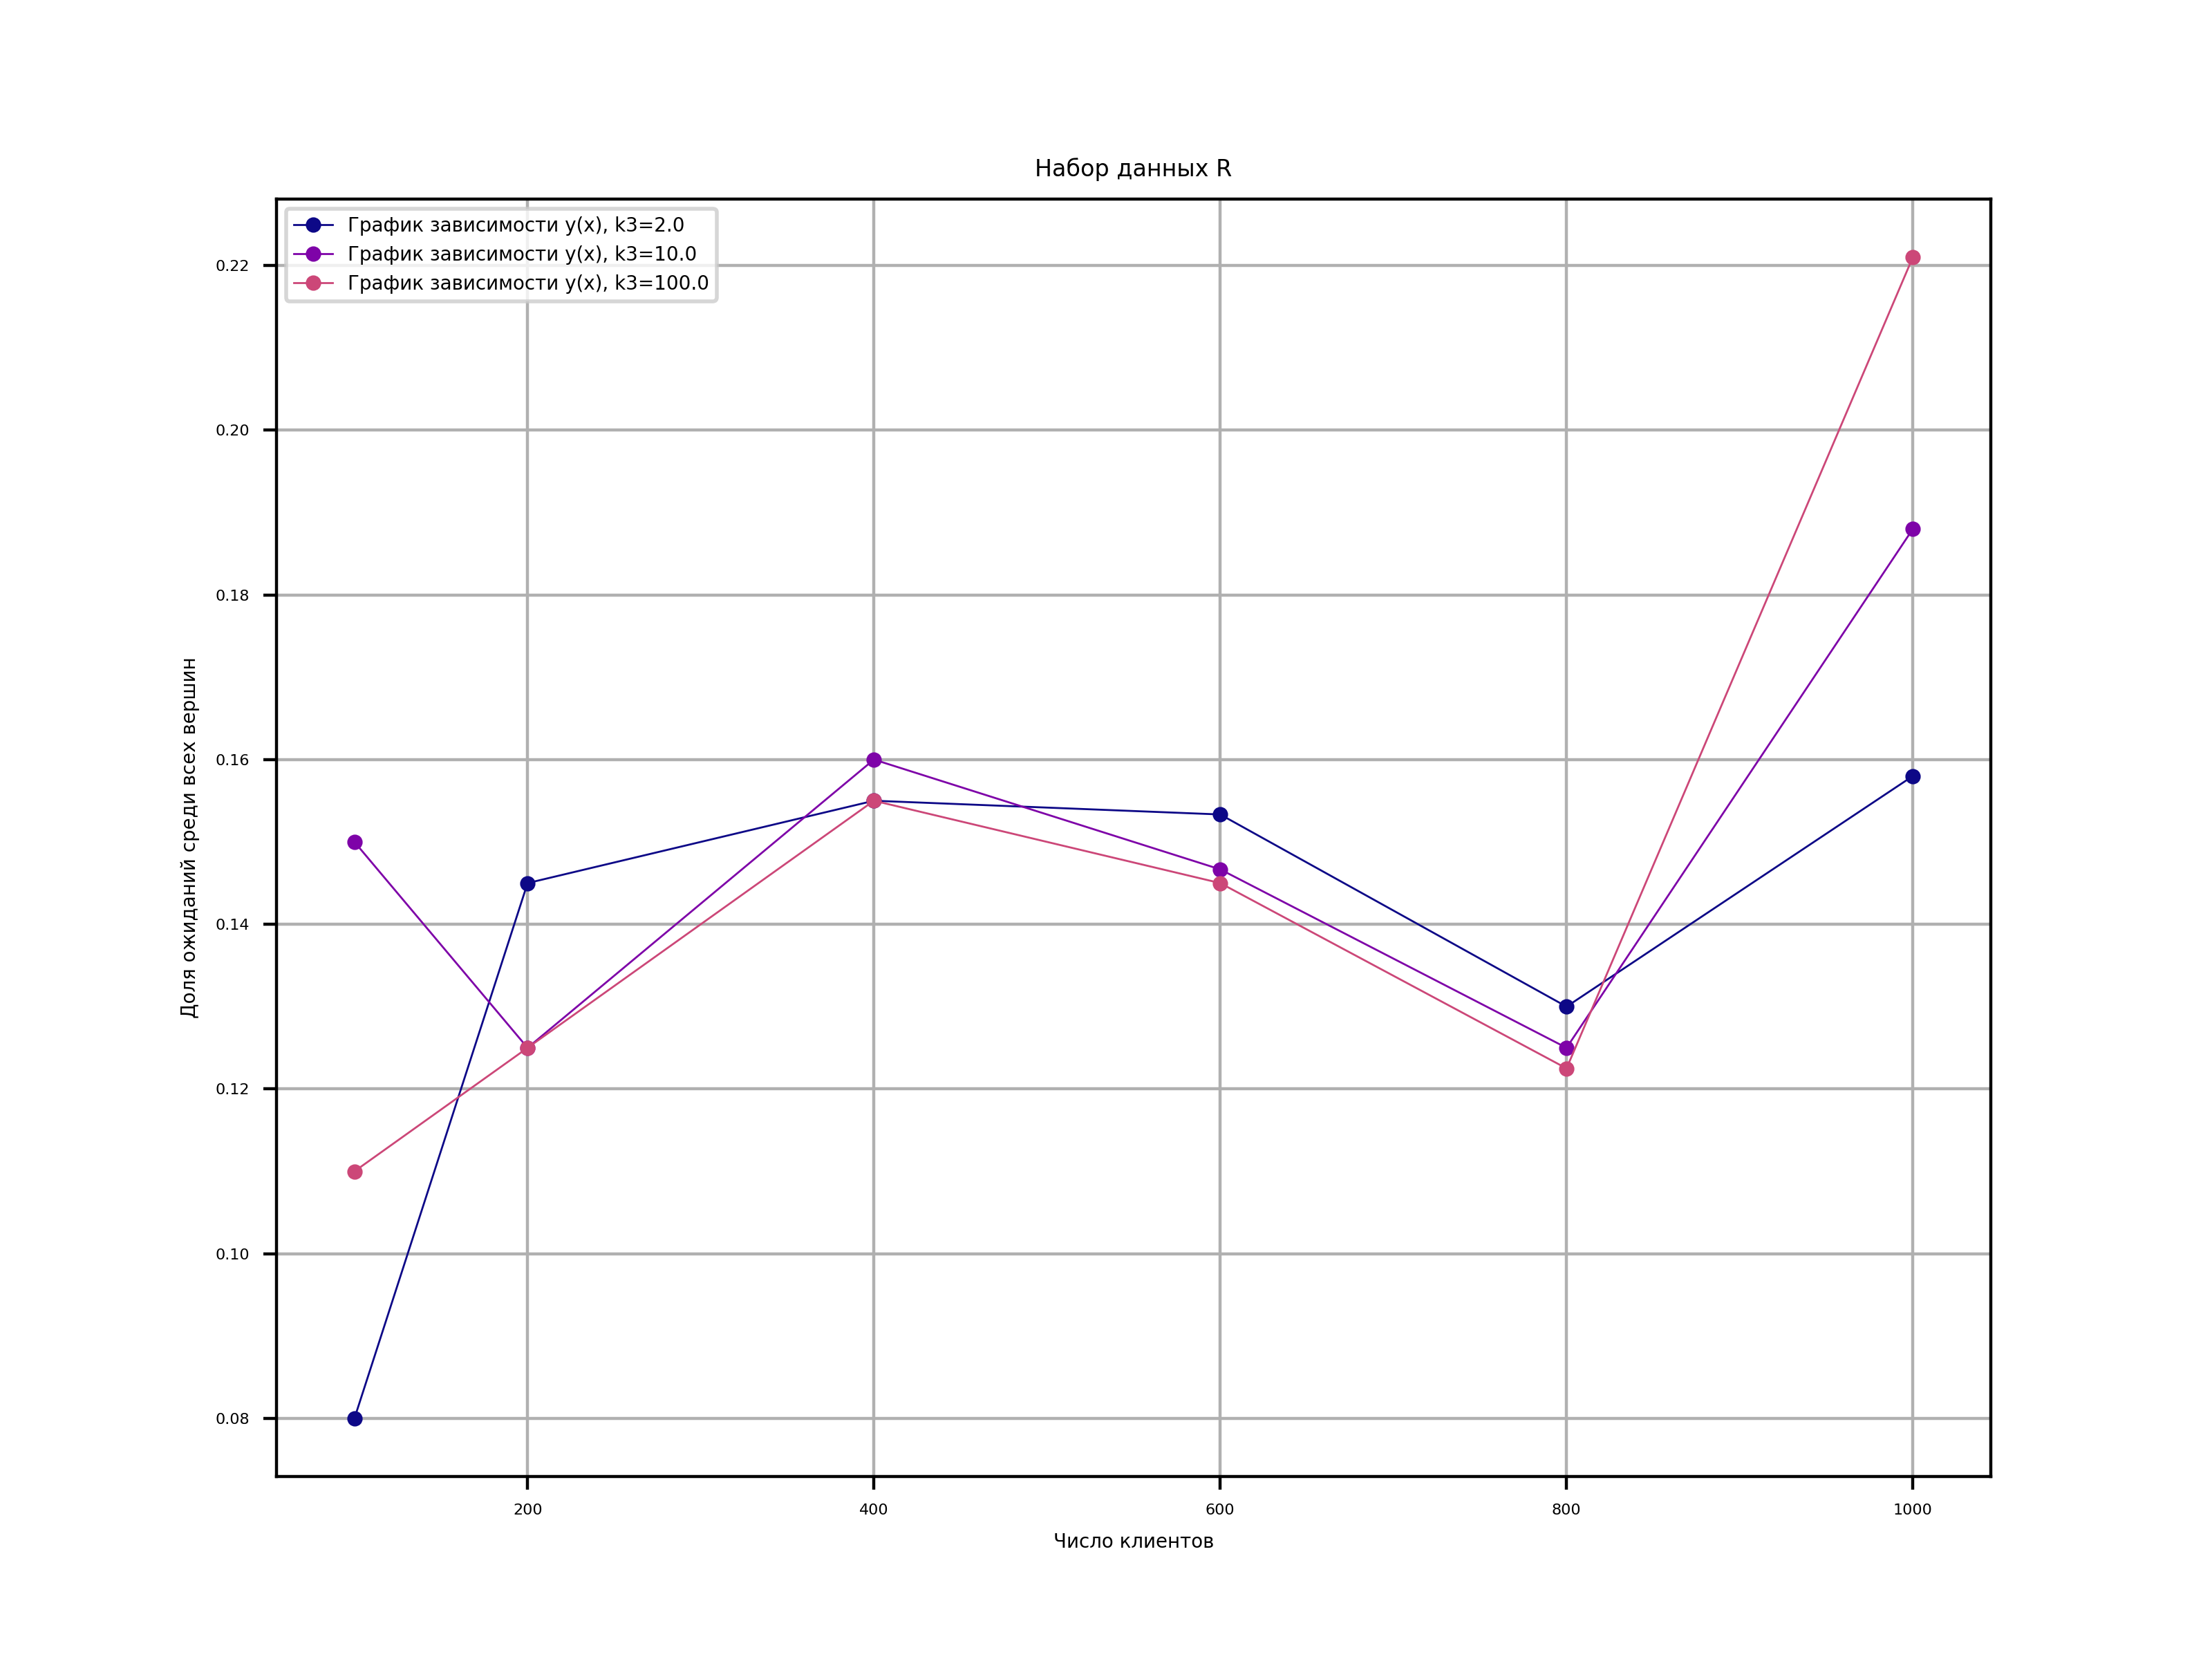 Набор данных R
График зависимости y(x), k3=2.0
График зависимости y(x), k3=10.0
График зависимости y(x), k3=100.0
0.22
0.20
0.18
0.16
0.14
0.12
0.10
0.08
Доля ожиданий среди всех вершин
200 400 600 800 1000
Число клиентов